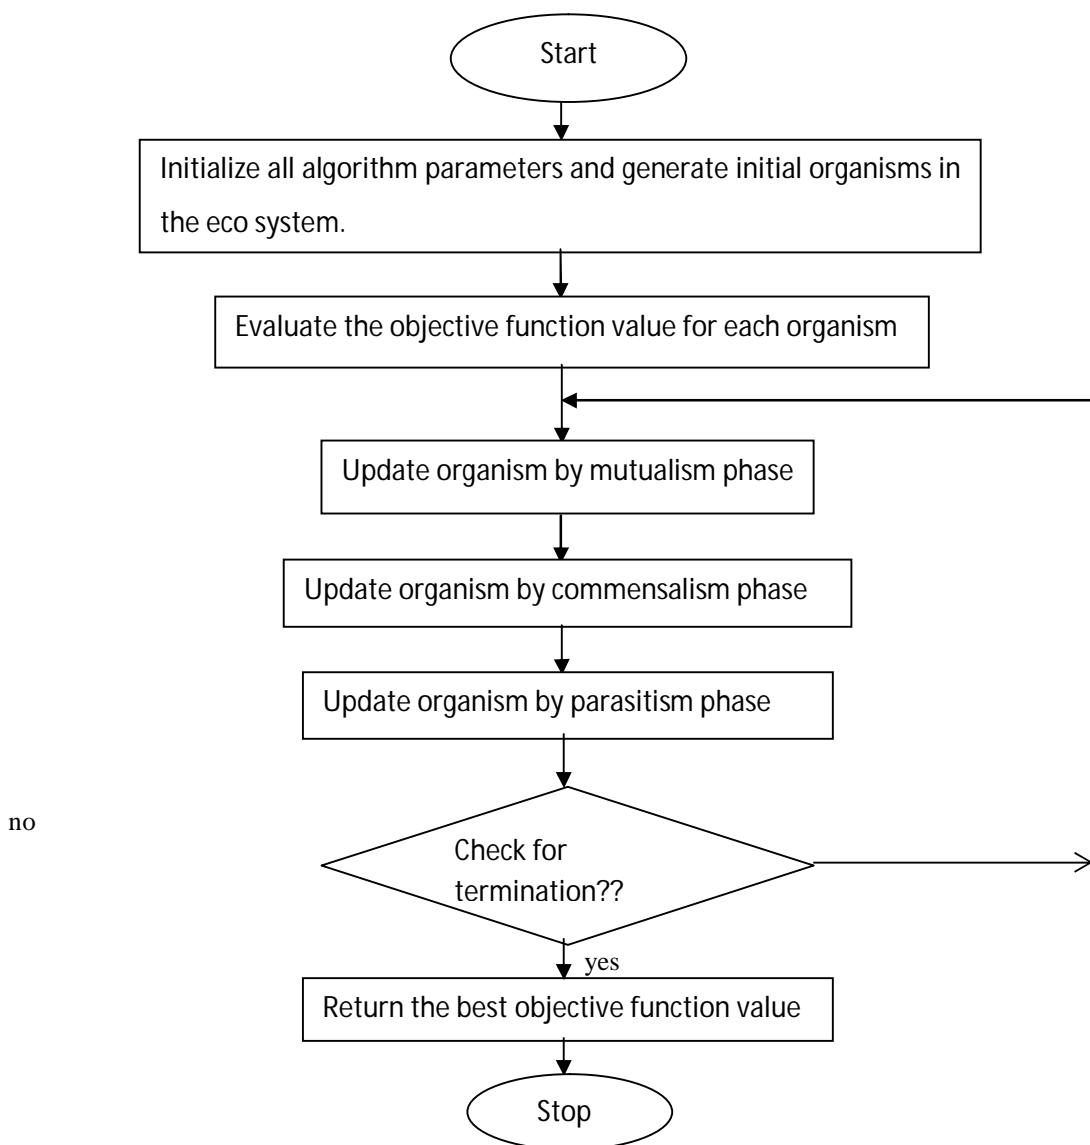 Start
Initialize all algorithm parameters and generate initial organisms in
the eco system.
Evaluate the objective function value for each organism
Update organism by mutualism phase
Update organism by commensalism phase
Update organism by parasitism phase
no
Check for
termination??
yes
Return the best objective function value
Stop